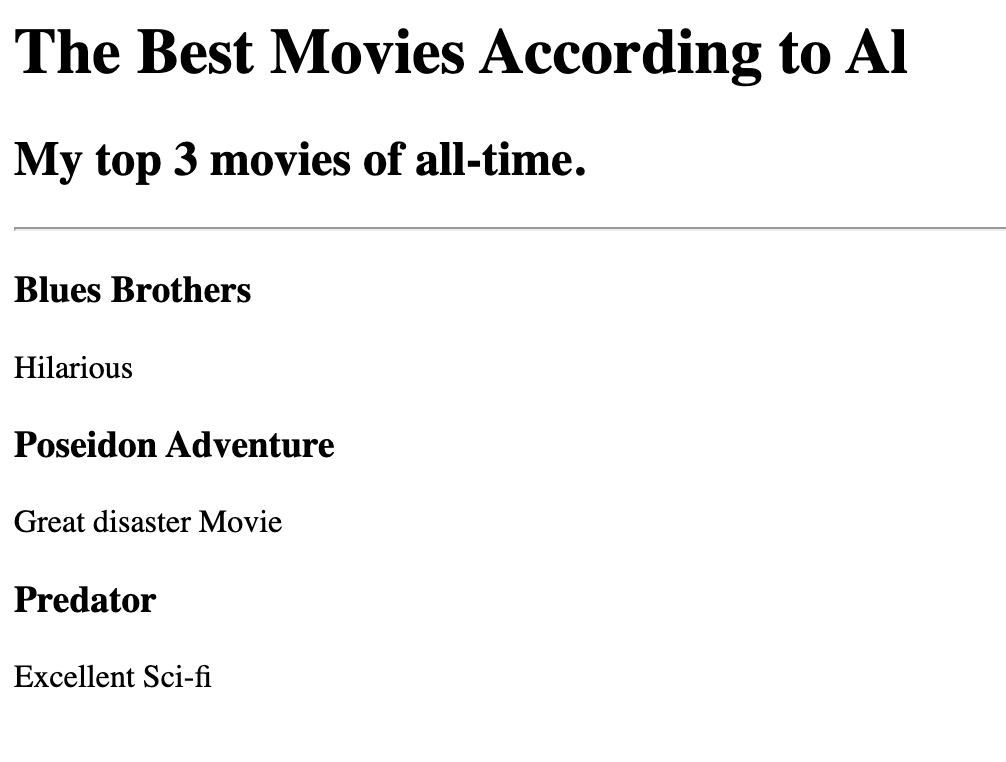 The Best Movies According to Al
My top 3 movies of all-time.
Blues Brothers
Hilarious
Poseidon Adventure
Great disaster Movie
Predator
Excellent Sci-fi